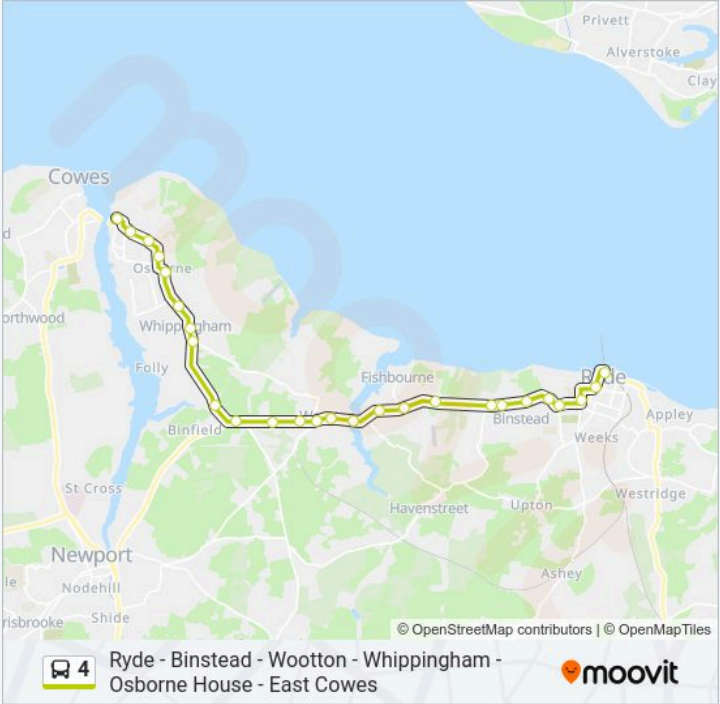 Privett
Alverstoke
Clay
Cowes
d
Osborne
orthwood
Whippingham
Folly
Fishbourne
Ryde
Appley
Binfield
Binstead
Weeks
St Cross
Havenstreet
Upton
Westridge
Newport
Ashey
le
Nodehill
risbrooke
Shide
© OpenStreetMap contributors | © OpenMapTiles
4
Ryde - Binstead - Wootton - Whippingham -
Osborne House - East Cowes
moovit